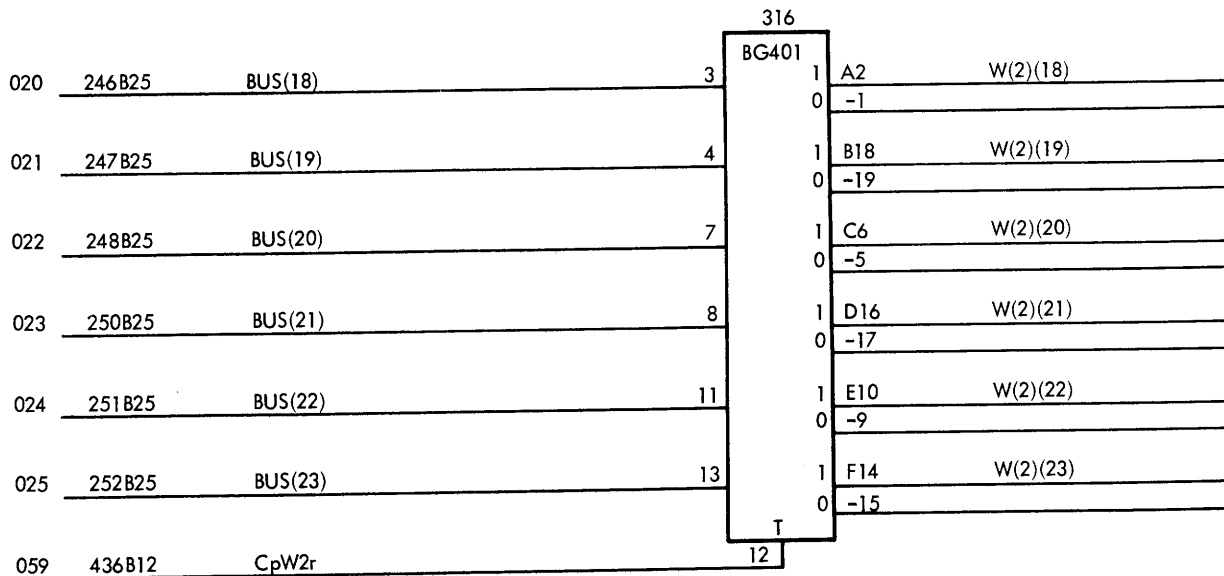 316
BG401
020 246B25 BUS(18) 3 1 A2 W(2)(18)
0 -1
021 247B25 BUS(19) 4 1 B18 W(2)(19)
0 -19
022 248B25 BUS(20) 7 1 C6 W(2)(20)
0 -5
023 250B25 BUS(21) 8 1 D16 W(2)(21)
0 -17
024 251B25 BUS(22) 11 1 E10 W(2)(22)
0 -9
025 252B25 BUS(23) 13 1 F14 W(2)(23)
0 -15
T
059 436B12 CpW2r 12